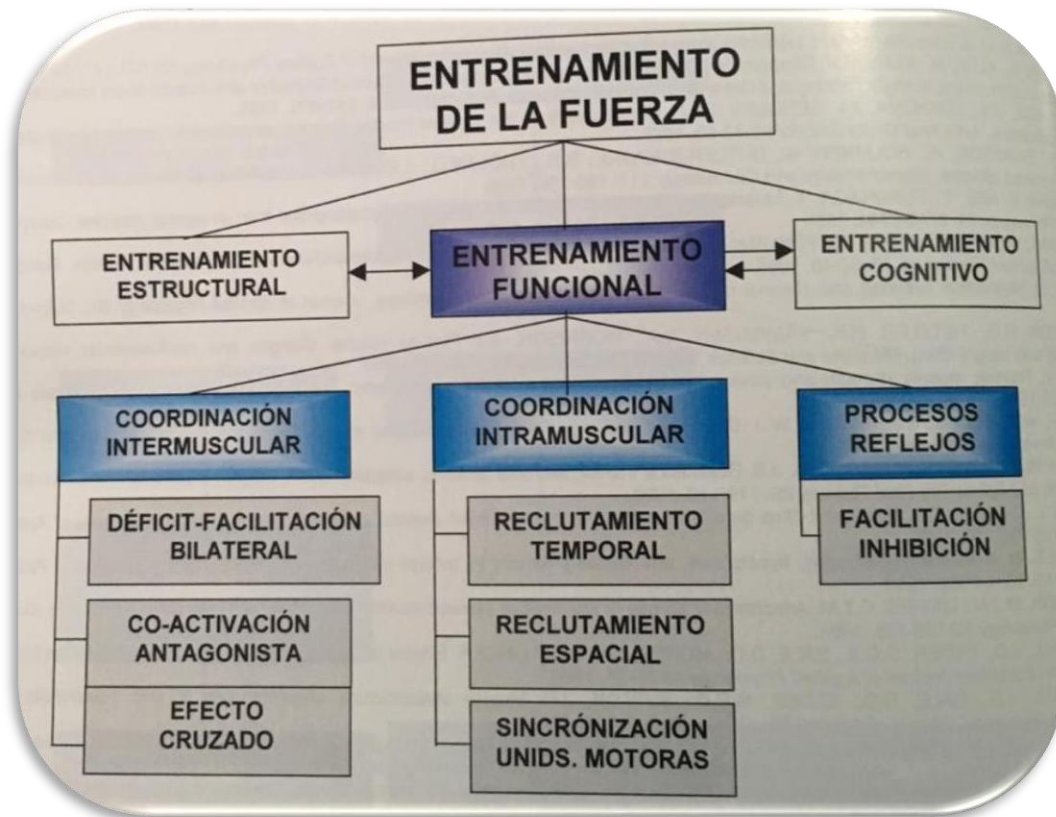 ENTRENAMIENTO
DE LA FUERZA
ENTRENAMIENTO
ESTRUCTURAL
ENTRENAMIENTO
FUNCIONAL
ENTRENAMIENTO
COGNITIVO
COORDINACIÓN
INTERMUSCULAR
DÉFICIT-FACILITACIÓN
BILATERAL
CO-ACTIVACIÓN
ANTAGONISTA
EFECTO
CRUZADO
COORDINACIÓN
INTRAMUSCULAR
RECLUTAMIENTO
TEMPORAL
RECLUTAMIENTO
ESPACIAL
SINCRÓNIZACIÓN
UNIDS. MOTORAS
PROCESOS
REFLEJOS
FACILITACIÓN
INHIBICIÓN